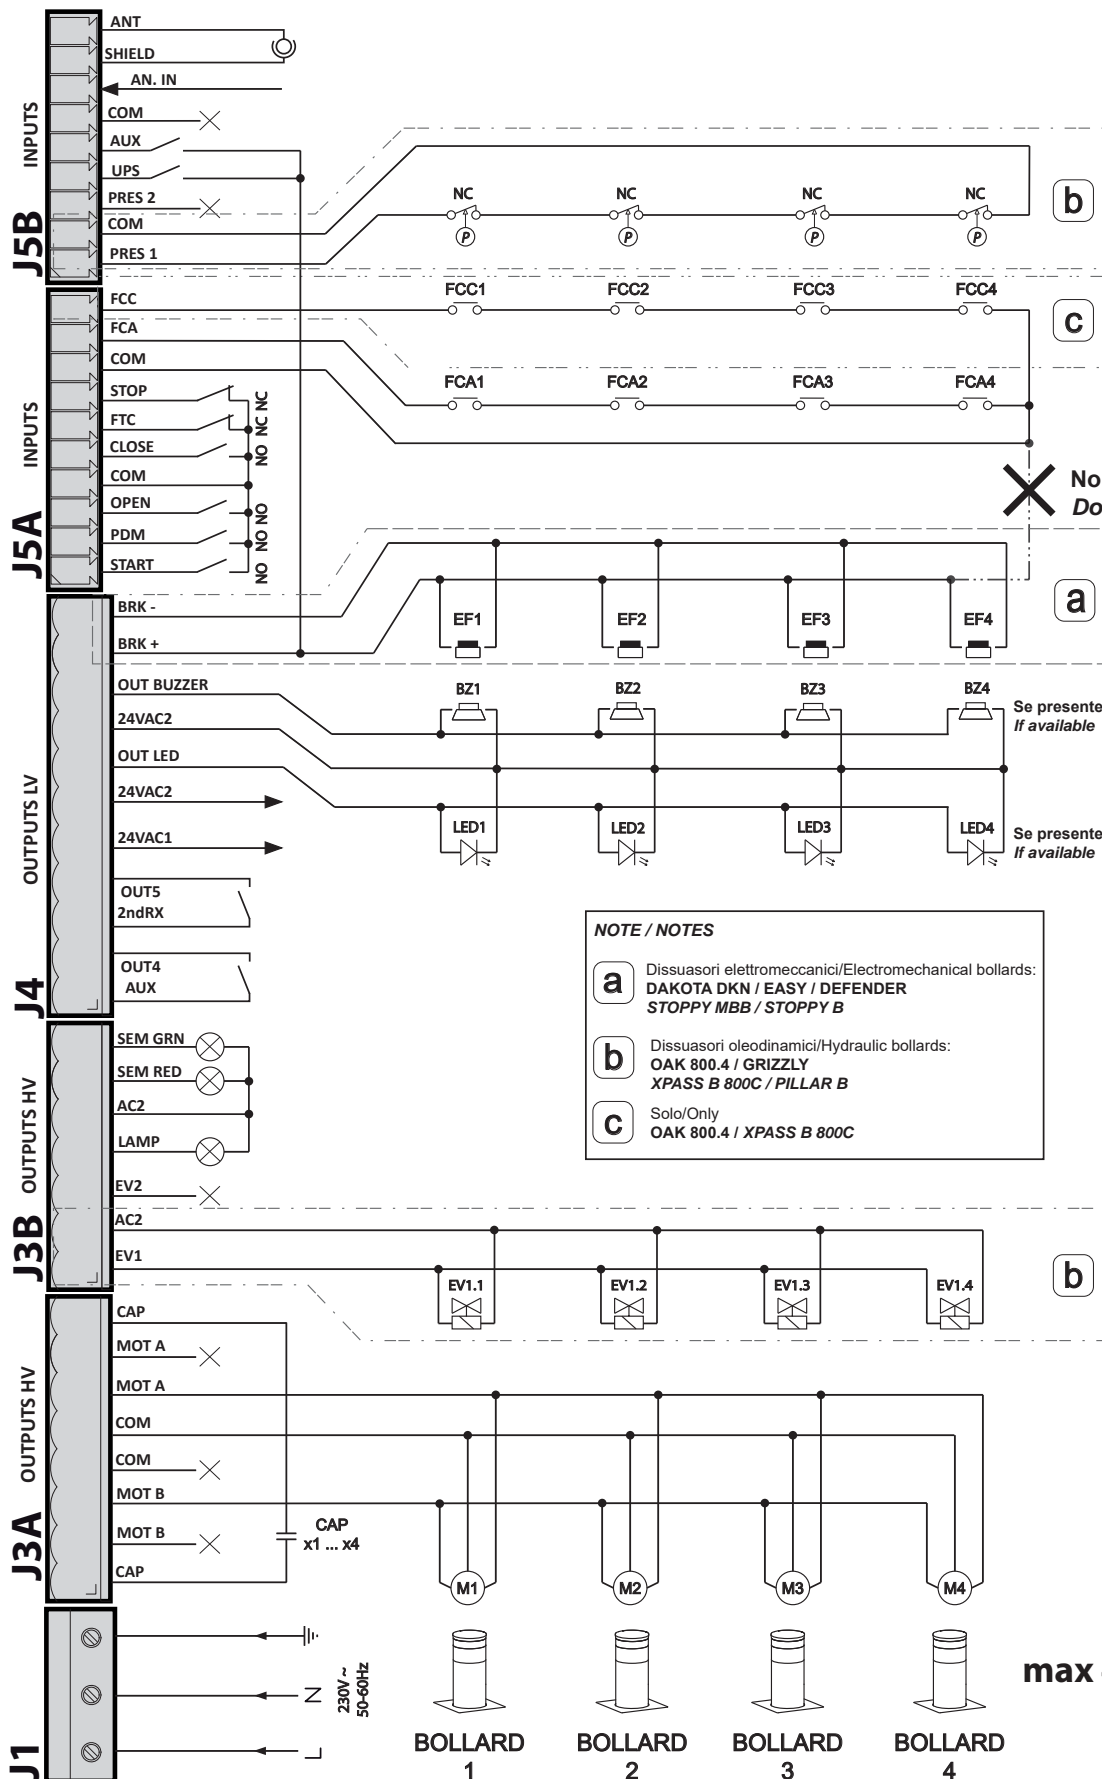 J5B
INPUTS
ANT
SHIELD
AN. IN
COM
AUX
UPS
PRES 2
COM
PRES 1
NC
NC
NC
NC
P
P
P
P
b
J5A
INPUTS
FCC
FCA
COM
STOP
FTC
CLOSE
COM
OPEN
PDM
START
NC
NC
NO
NO
NO
NO
FCC1
FCC2
FCC3
FCC4
c
FCA1
FCA2
FCA3
FCA4
No
Do
J4
OUTPUTS LV
BRK -
BRK +
OUT BUZZER
24VAC2
OUT LED
24VAC2
24VAC1
OUT5
2ndRX
OUT4
AUX
EF1
EF2
EF3
EF4
a
BZ1
BZ2
BZ3
BZ4
Se presente
If available
LED1
LED2
LED3
LED4
Se presente
If available
NOTE / NOTES
a
Dissuasori elettromeccanici/Electromechanical bollards:
DAKOTA DKN / EASY / DEFENDER
STOPPY MBB / STOPPY B
b
Dissuasori oleodinamici/Hydraulic bollards:
OAK 800.4 / GRIZZLY
XPASS B 800C / PILLAR B
c
Solo/Only
OAK 800.4 / XPASS B 800C
J3B
OUTPUTS HV
SEM GRN
SEM RED
AC2
LAMP
EV2
AC2
EV1
EV1.1
EV1.2
EV1.3
EV1.4
b
J3A
OUTPUTS HV
CAP
MOT A
MOT A
COM
COM
MOT B
MOT B
CAP
CAP
x1 ... x4
M1
M2
M3
M4
J1
N
L
230V ~
50-60Hz
max
BOLLARD
1
BOLLARD
2
BOLLARD
3
BOLLARD
4